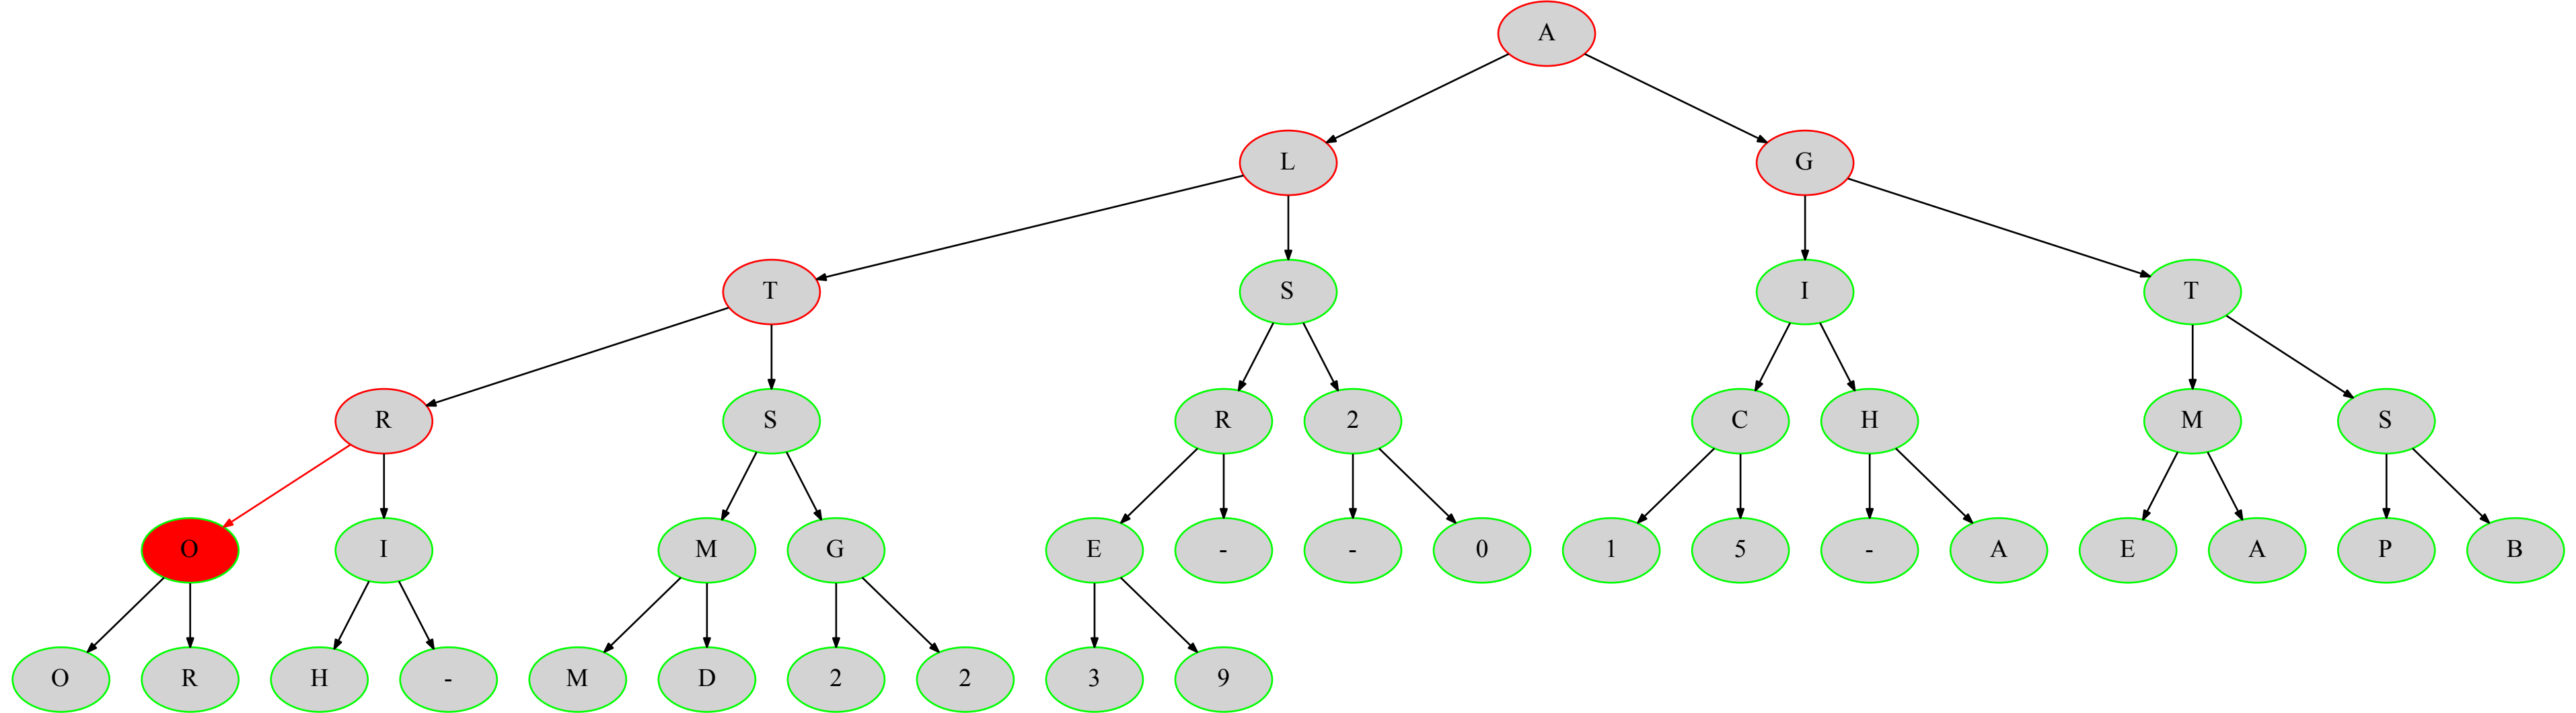 A
L G
T S I T
R S R 2 C H M S
O I M G E - - 0 1 5 - A E A P B
O R H - M D 2 2 3 9